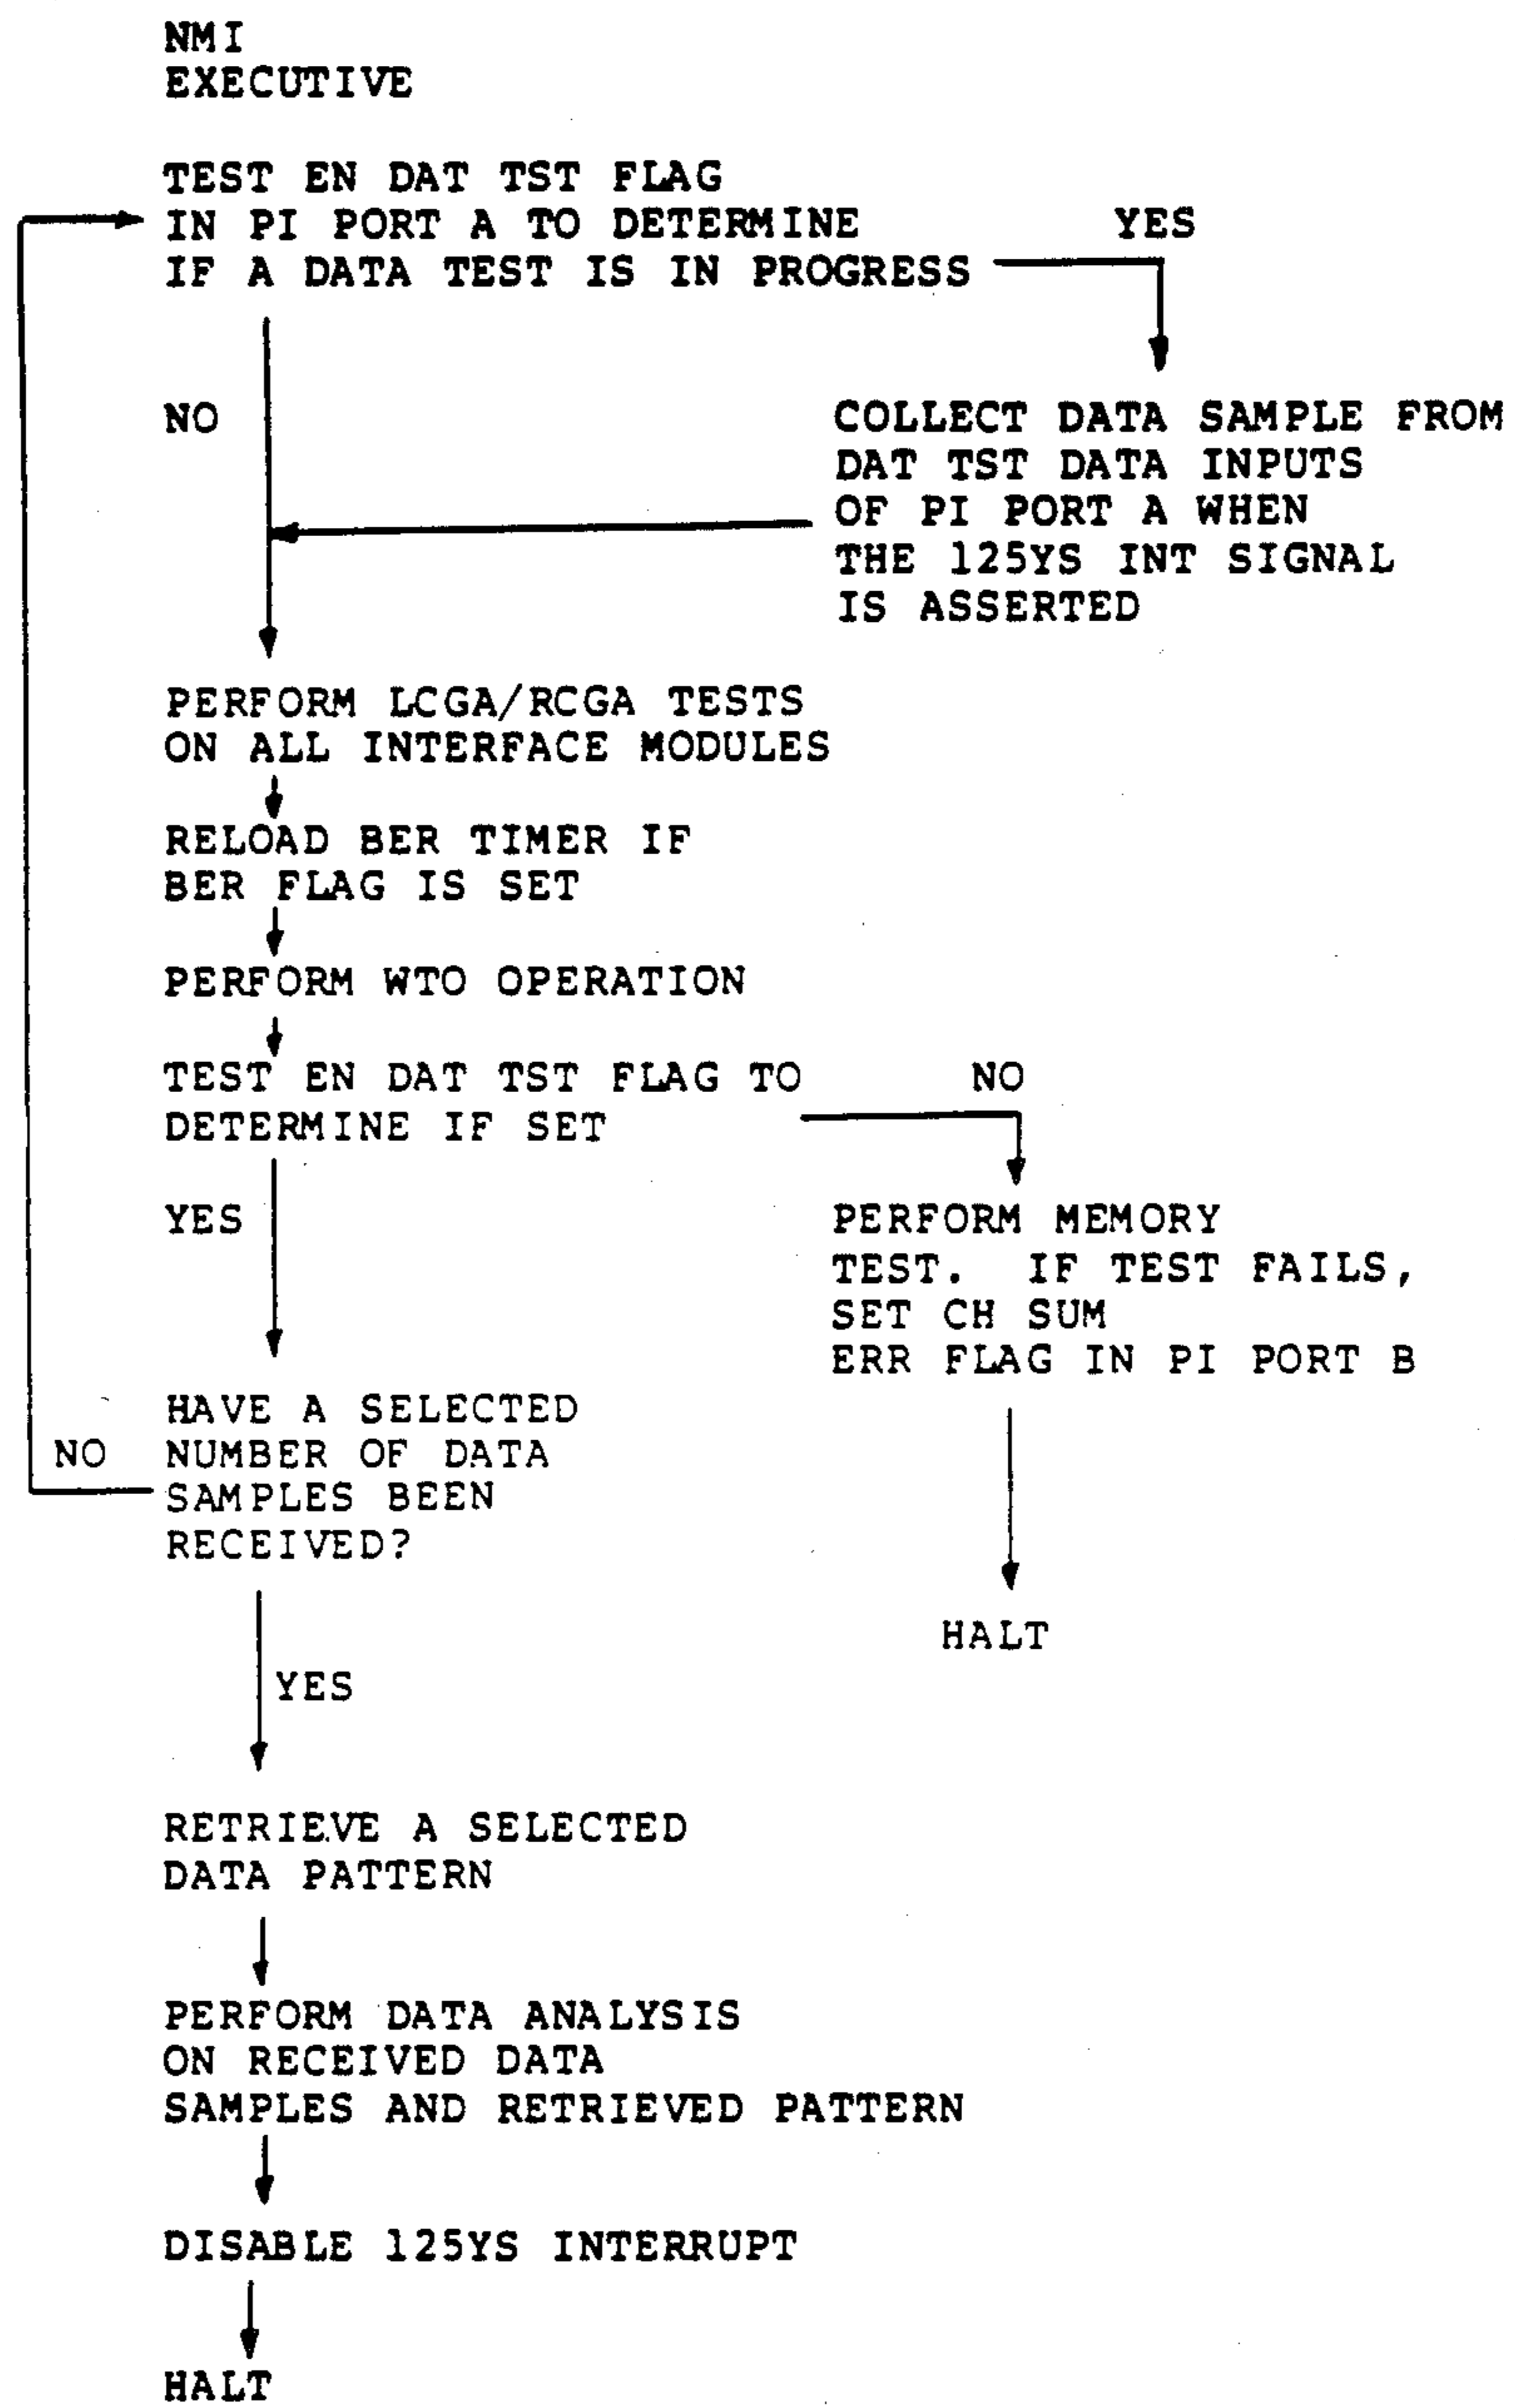 NMI
EXECUTIVE
TEST EN DAT TST FLAG
IN PI PORT A TO DETERMINE
IF A DATA TEST IS IN PROGRESS
YES
NO
COLLECT DATA SAMPLE FROM
DAT TST DATA INPUTS
OF PI PORT A WHEN
THE 125YS INT SIGNAL
IS ASSERTED
PERFORM LCGA/RCGA TESTS
ON ALL INTERFACE MODULES
RELOAD BER TIMER IF
BER FLAG IS SET
PERFORM WTO OPERATION
TEST EN DAT TST FLAG TO
DETERMINE IF SET
NO
YES
PERFORM MEMORY
TEST. IF TEST FAILS,
SET CH SUM
ERR FLAG IN PI PORT B
HALT
HAVE A SELECTED
NUMBER OF DATA
SAMPLES BEEN
RECEIVED?
NO
YES
RETRIEVE A SELECTED
DATA PATTERN
PERFORM DATA ANALYSIS
ON RECEIVED DATA
SAMPLES AND RETRIEVED PATTERN
DISABLE 125YS INTERRUPT
HALT